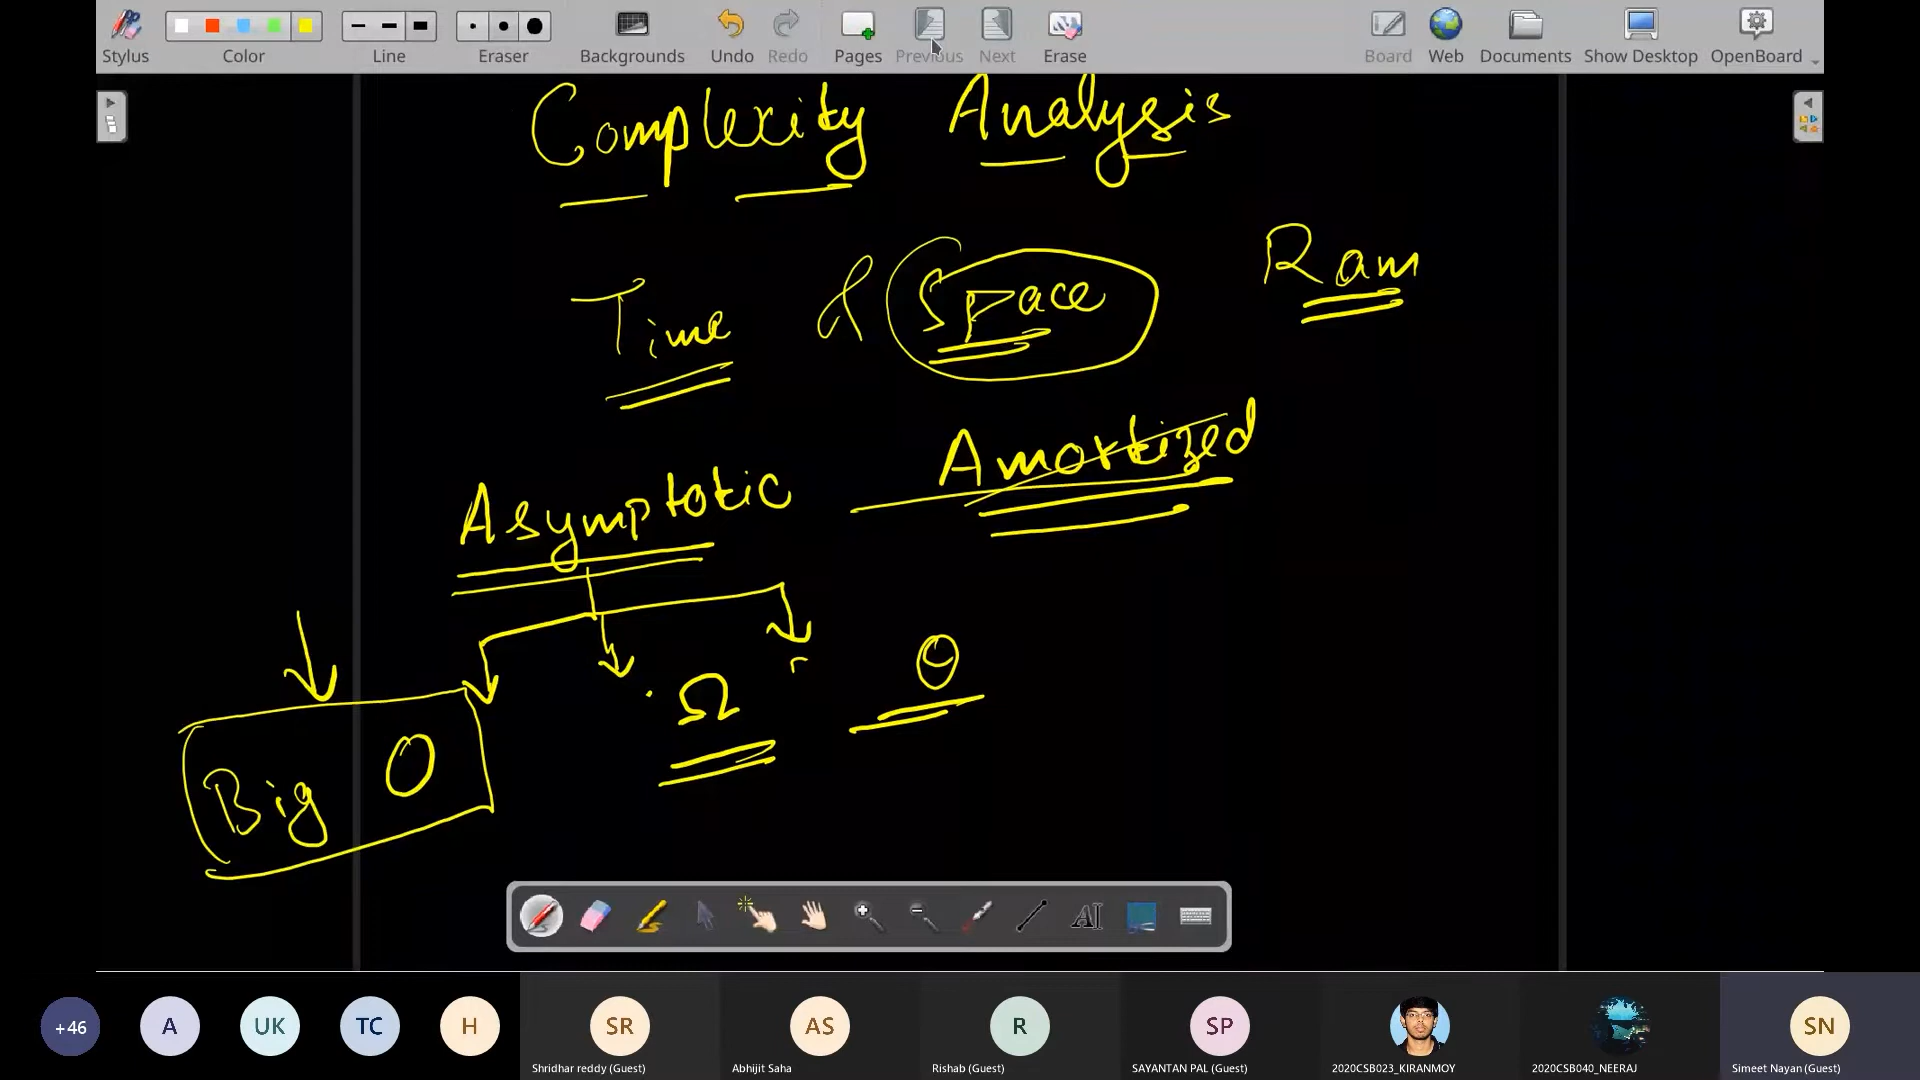 Stylus Color Line Eraser Backgrounds Undo Redo Pages Previous Next Erase Board Web Documents Show Desktop OpenBoard
Complexity Analysis
Time & Space Ram
Asymptotic Amortized
Big O Ω θ
AI
+46 A UK TC H SR AS R SP SN
Shridhar reddy (Guest) Abhijit Saha Rishab (Guest) SAYANTAN PAL (Guest) 2020CSB023_KIRANMOY 2020CSB040_NEERAJ Simeet Nayan (Guest)